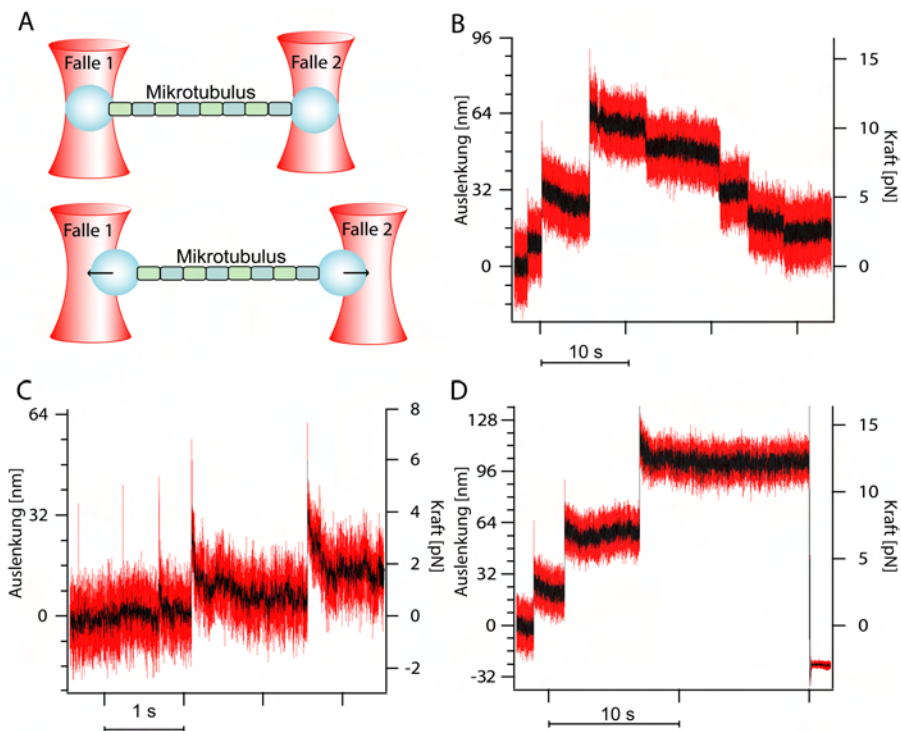 A
Falle 1
Falle 2
Mikrotubulus
Falle 1
Falle 2
Mikrotubulus
B
96
64
32
0
Auslenkung [nm]
15
10
5
0
Kraft [pN]
10 s
C
64
32
0
Auslenkung [nm]
8
6
4
2
0
-2
Kraft [pN]
1 s
D
128
96
64
32
0
-32
Auslenkung [nm]
15
10
5
0
Kraft [pN]
10 s